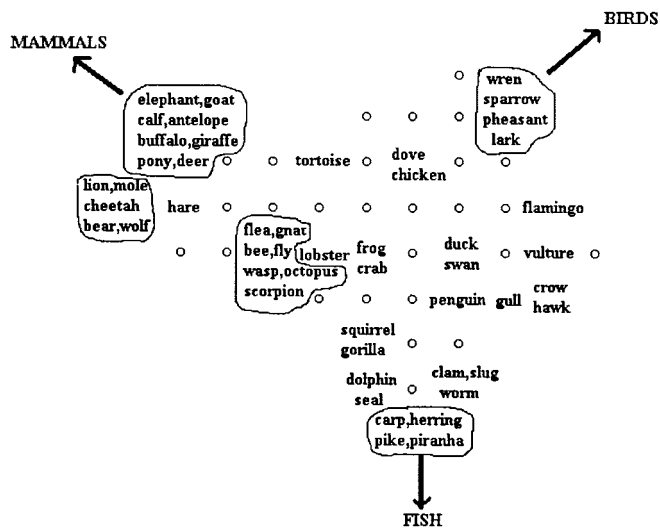 BIRDS
MAMMALS
elephant,goat
calf,antelope
buffalo,giraffe
pony,deer
wren
sparrow
pheasant
lark
tortoise
dove
chicken
lion,mole
cheetah
bear,wolf
hare
flamingo
flea,gnat
bee,fly
wasp,octopus
scorpion
lobster
frog
crab
duck
swan
vulture
penguin
gull
crow
hawk
squirrel
gorilla
dolphin
seal
clam,slug
worm
carp,herring
pike,piranha
FISH